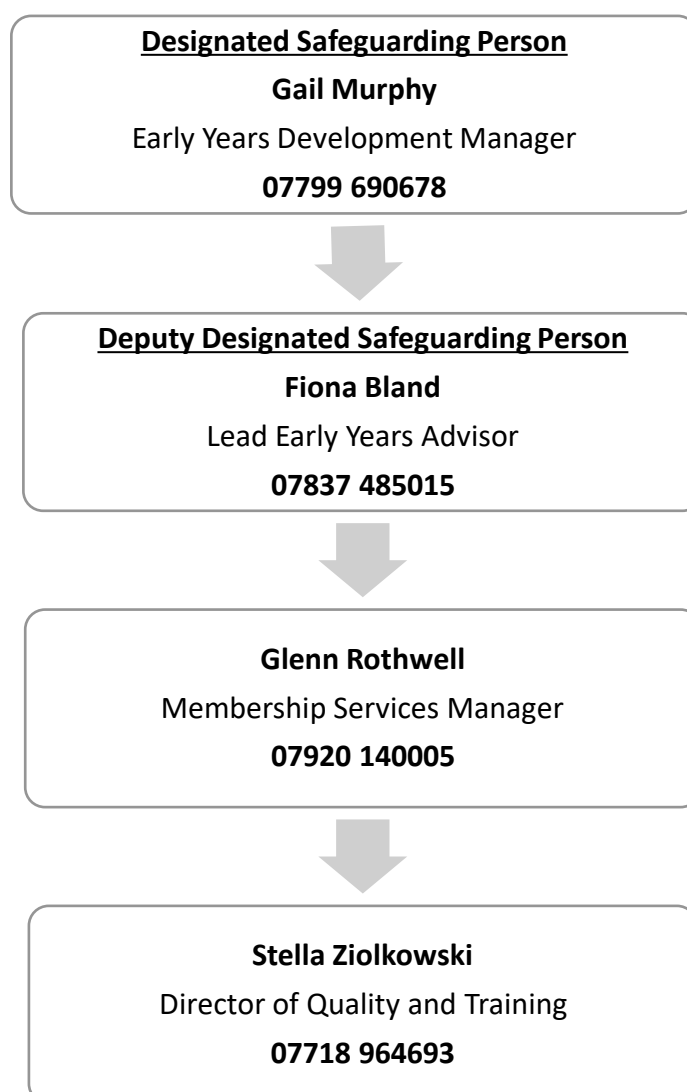 Designated Safeguarding Person
Gail Murphy
Early Years Development Manager
07799 690678
Deputy Designated Safeguarding Person
Fiona Bland
Lead Early Years Advisor
07837 485015
Glenn Rothwell
Membership Services Manager
07920 140005
Stella Ziolkowski
Director of Quality and Training
07718 964693